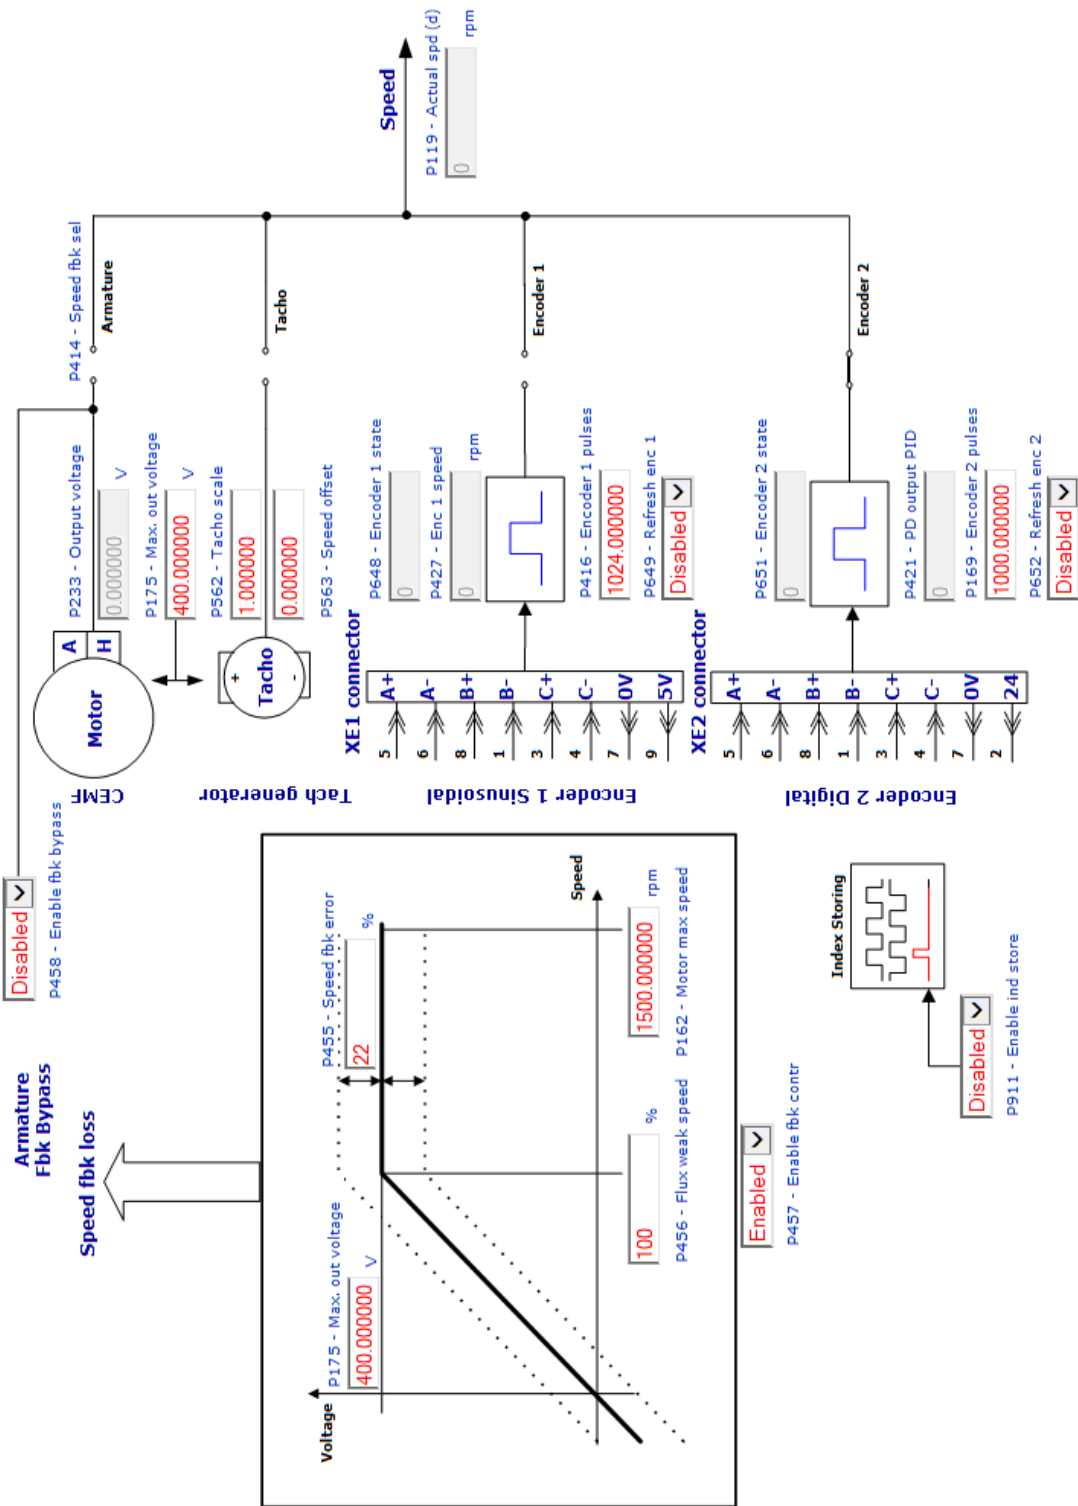 Armature
Fbk Bypass
Disabled
P458 - Enable fbk bypass
Speed fbk loss
Voltage
P175 - Max. out voltage
400.000000
V
P455 - Speed fbk error
22
%
Speed
100
%
P456 - Flux weak speed
1500.000000
rpm
P162 - Motor max speed
Enabled
P457 - Enable fbk contr
Index Storing
Disabled
P911 - Enable ind store
CEMF
Motor
A
H
P233 - Output voltage
0.000000
V
P175 - Max. out voltage
400.000000
V
P414 - Speed fbk sel
Armature
Tach generator
Tacho
+
-
P562 - Tacho scale
1.000000
0.000000
P563 - Speed offset
Tacho
Encoder 1 Sinusoidal
XE1 connector
5 A+
6 A-
8 B+
1 B-
3 C+
4 C-
7 0V
9 5V
P648 - Encoder 1 state
0
P427 - Enc 1 speed
0
rpm
P416 - Encoder 1 pulses
1024.000000
P649 - Refresh enc 1
Disabled
Encoder 1
Encoder 2 Digital
XE2 connector
5 A+
6 A-
8 B+
1 B-
3 C+
4 C-
7 0V
2 24
P651 - Encoder 2 state
0
P421 - PD output PID
0
P169 - Encoder 2 pulses
1000.000000
P652 - Refresh enc 2
Disabled
Encoder 2
Speed
P119 - Actual spd (d)
0
rpm